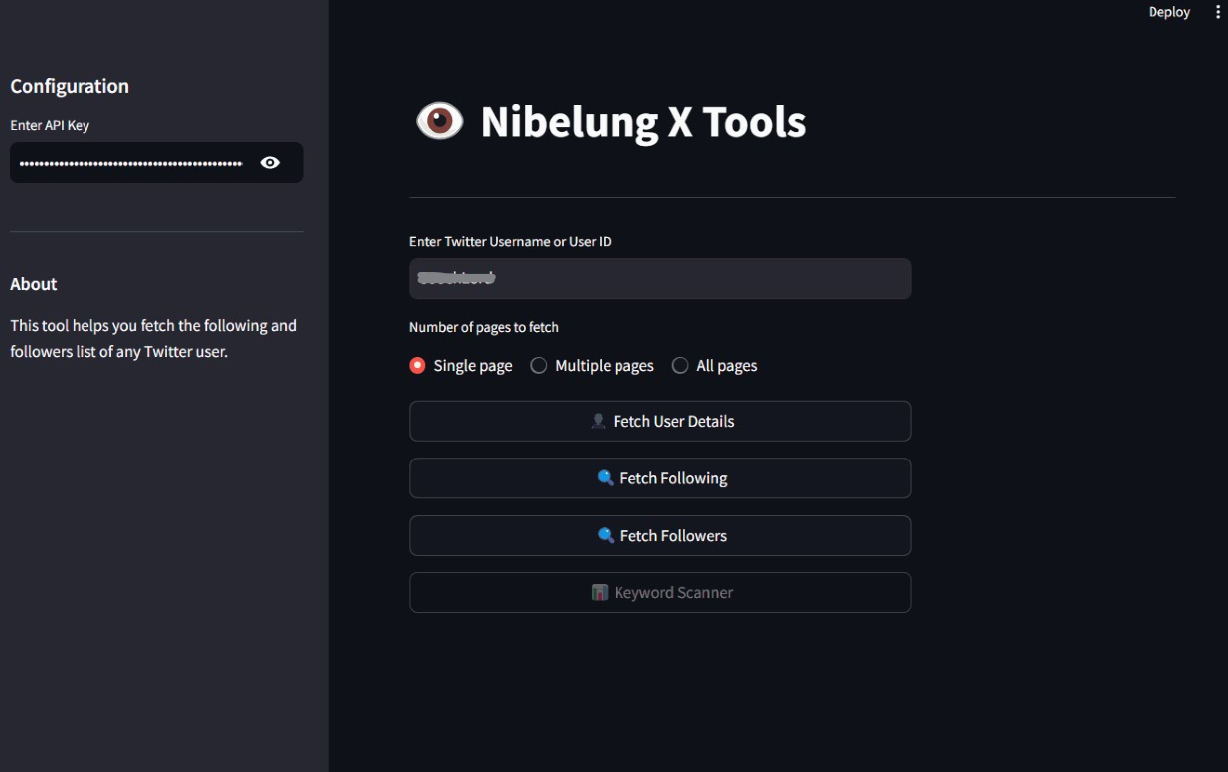 Deploy
Configuration
Enter API Key
Nibelung X Tools
Enter Twitter Username or User ID
About
This tool helps you fetch the following and
followers list of any Twitter user.
Number of pages to fetch
Single page Multiple pages All pages
Fetch User Details
Fetch Following
Fetch Followers
Keyword Scanner